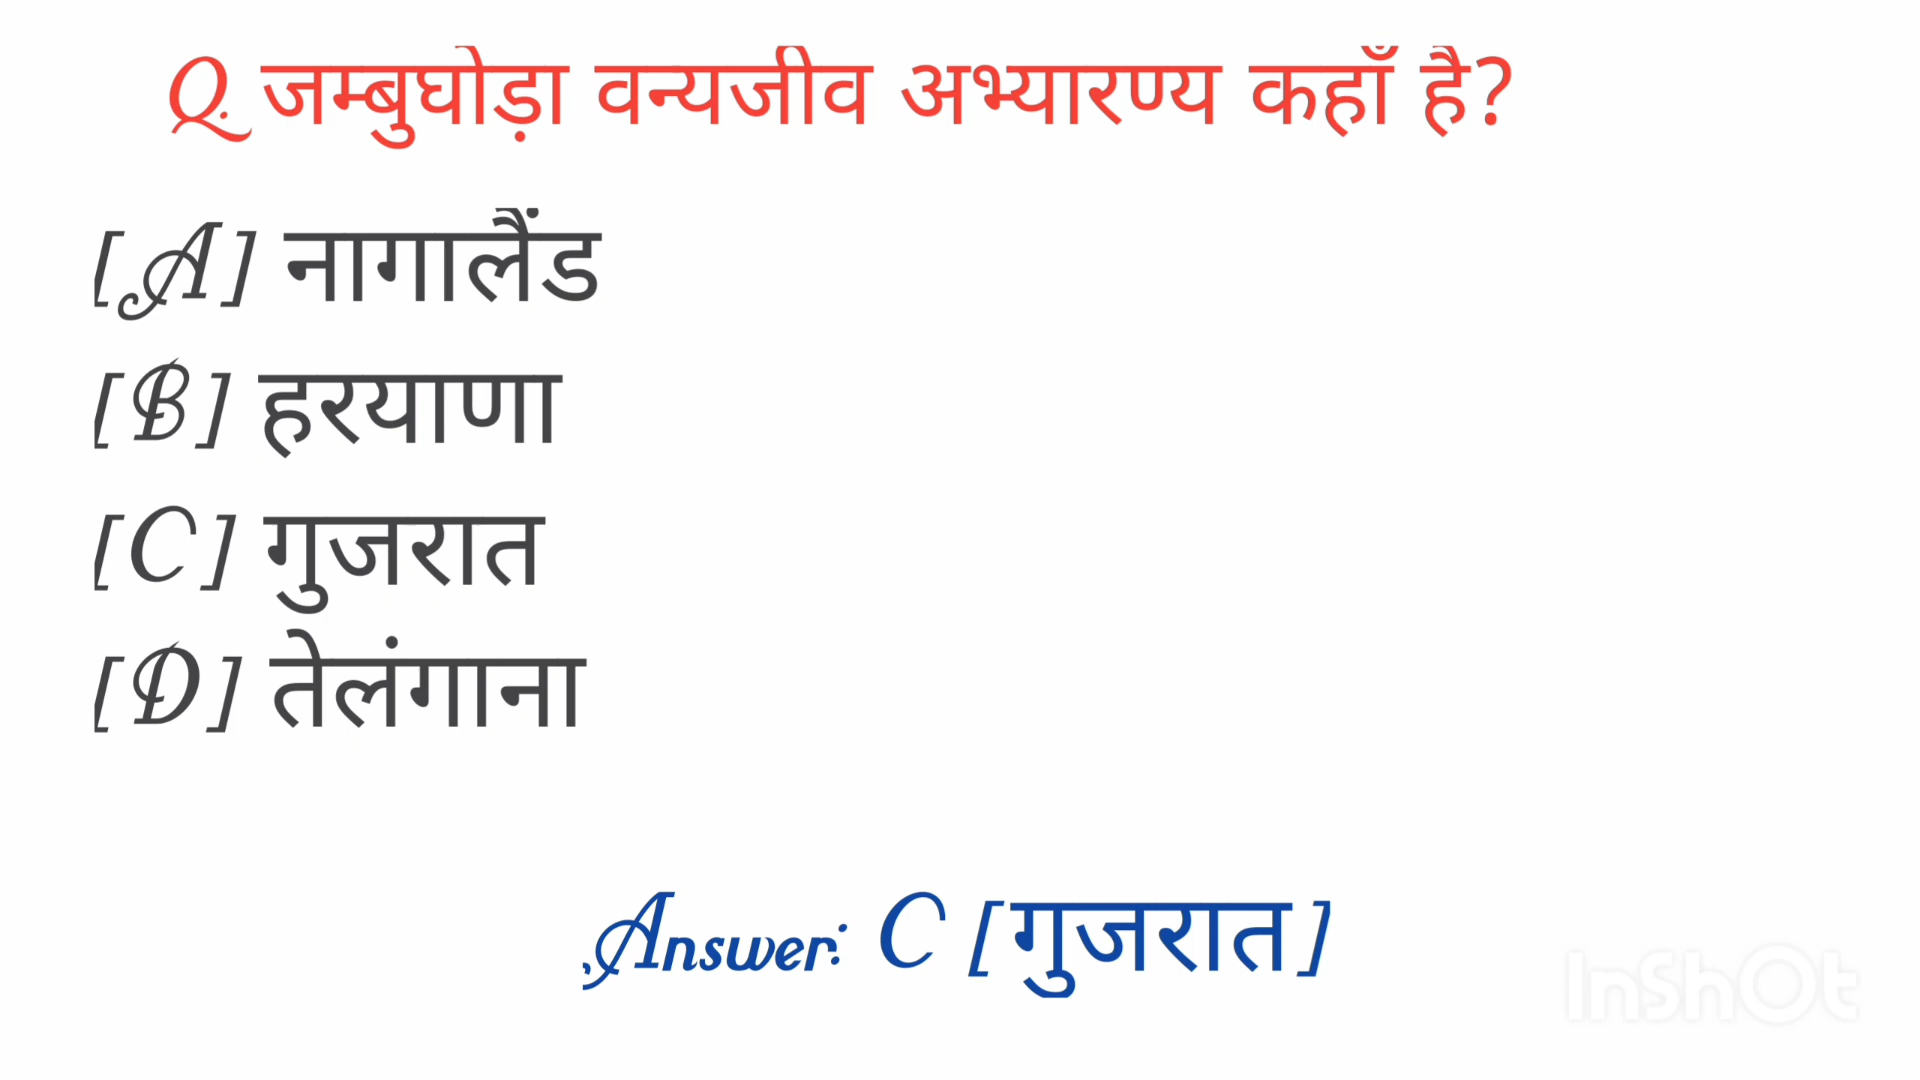 Q. जम्बुघोड़ा वन्यजीव अभ्यारण्य कहाँ है?
[A] नागालैंड
[B] हरयाणा
[C] गुजरात
[D] तेलंगाना
Answer: C [गुजरात]
InShOt